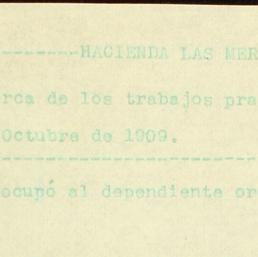 --------HACIENDA LAS MER
rca de los trabajos pra
Octubre de 1909.
-----------------------
ocupó al dependiente or